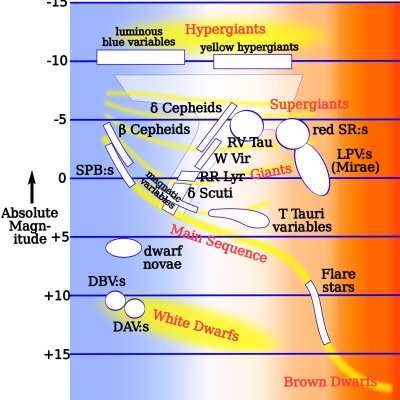 -15
Hypergiants
luminous
blue variables
yellow hypergiants
-10
δ Cepheids
Supergiants
-5
β Cepheids
red SR:s
RV Tau
W Vir
LPV:s
(Mirae)
SPB:s
RR Lyr
Giants
0
magnetic
variables
δ Scuti
Absolute
Magn-
itude
T Tauri
variables
+5
Main Sequence
dwarf
novae
DBV:s
Flare
stars
+10
DAV:s
White Dwarfs
+15
Brown Dwarfs